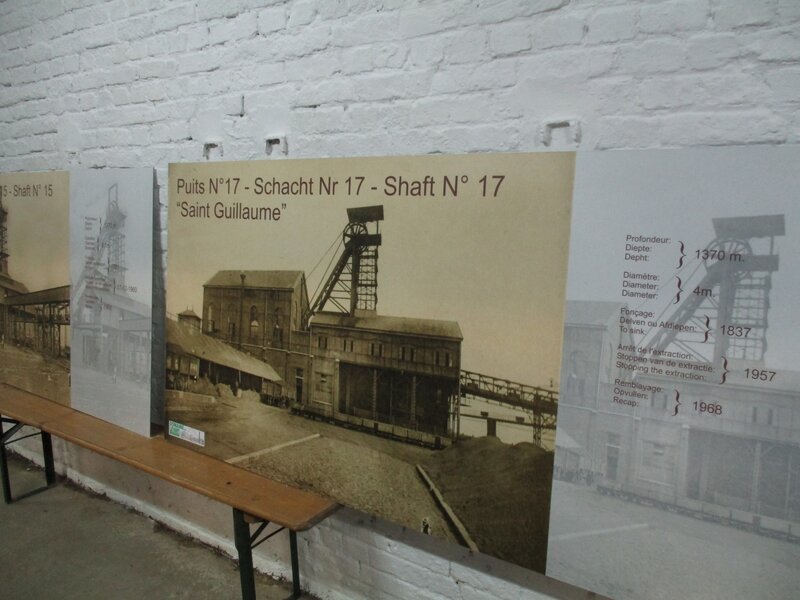 15 - Shaft N° 15
Puits N°17 - Schacht Nr 17 - Shaft N° 17
"Saint Guillaume"
Profondeur:
Diepte:
Depht:
1370 m.
Diamètre:
Diameter:
Diameter:
4m.
Fonçage:
Delven ou Afdiepen:
To sink:
1837
Arrêt de l'extraction:
Stoppen van de extractie:
Stopping the extraction:
1957
Remblayage:
Opvullen:
Recap:
1968